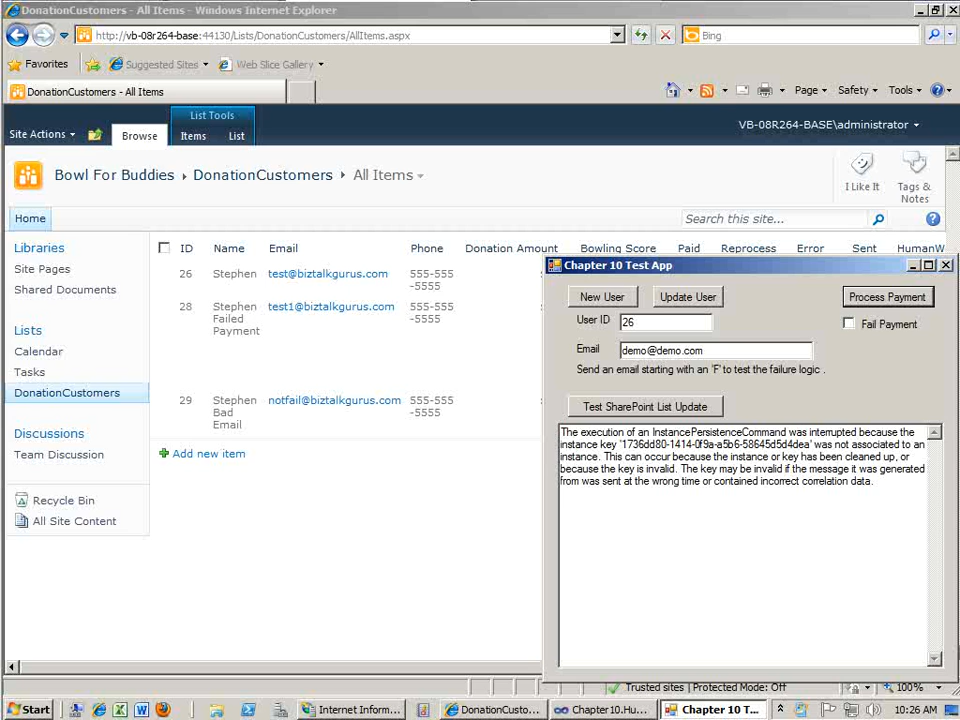 DonationCustomers - All Items - Windows Internet Explorer
http://vb-08r264-base:44130/Lists/DonationCustomers/AllItems.aspx
Bing
Favorites
Suggested Sites
Web Slice Gallery
DonationCustomers - All Items
Page
Safety
Tools
List Tools
Site Actions
Browse
Items
List
VB-08R264-BASE\administrator
Bowl For Buddies
DonationCustomers
All Items
I Like It
Tags &
Notes
Home
Search this site...
Libraries
Site Pages
Shared Documents
Lists
Calendar
Tasks
DonationCustomers
Discussions
Team Discussion
Recycle Bin
All Site Content
ID Name Email Phone Donation Amount Bowling Score Paid Reprocess Error Sent HumanW
26 Stephen test@biztalkgurus.com 555-555
-5555
28 Stephen test1@biztalkgurus.com 555-555
Failed -5555
Payment
29 Stephen notfail@biztalkgurus.com 555-555
Bad -5555
Email
Add new item
Chapter 10 Test App
New User
Update User
Process Payment
User ID 26
Fail Payment
Email demo@demo.com
Send an email starting with an 'F' to test the failure logic .
Test SharePoint List Update
The execution of an InstancePersistenceCommand was interrupted because the
instance key '1736dd80-1414-0f9a-a5b6-58645d5d4dea' was not associated to an
instance. This can occur because the instance or key has been cleaned up, or
because the key is invalid. The key may be invalid if the message it was generated
from was sent at the wrong time or contained incorrect correlation data.
Trusted sites | Protected Mode: Off
100%
Start
Internet Inform...
DonationCusto...
Chapter10.Hu...
Chapter 10 T...
10:26 AM